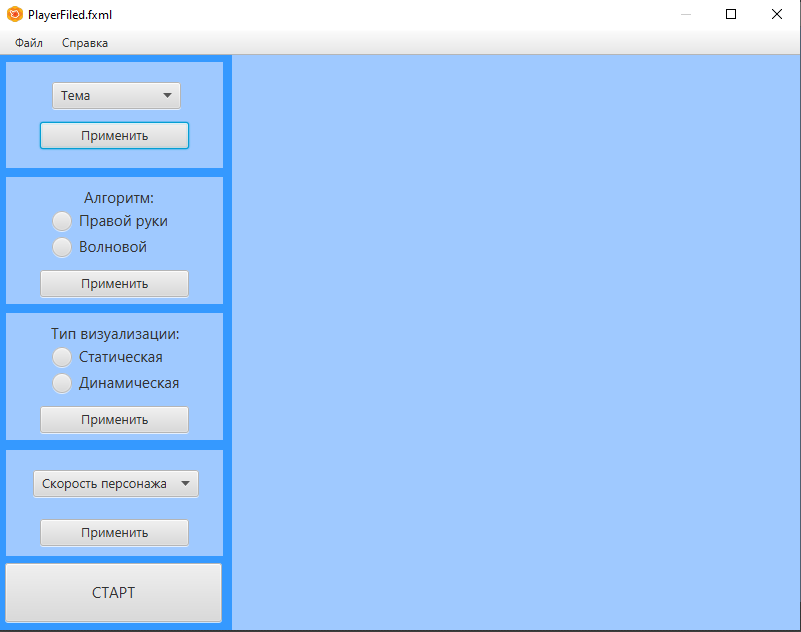 PlayerFiled.fxml
Файл Справка
Тема
Применить
Алгоритм:
Правой руки
Волновой
Применить
Тип визуализации:
Статическая
Динамическая
Применить
Скорость персонажа
Применить
СТАРТ